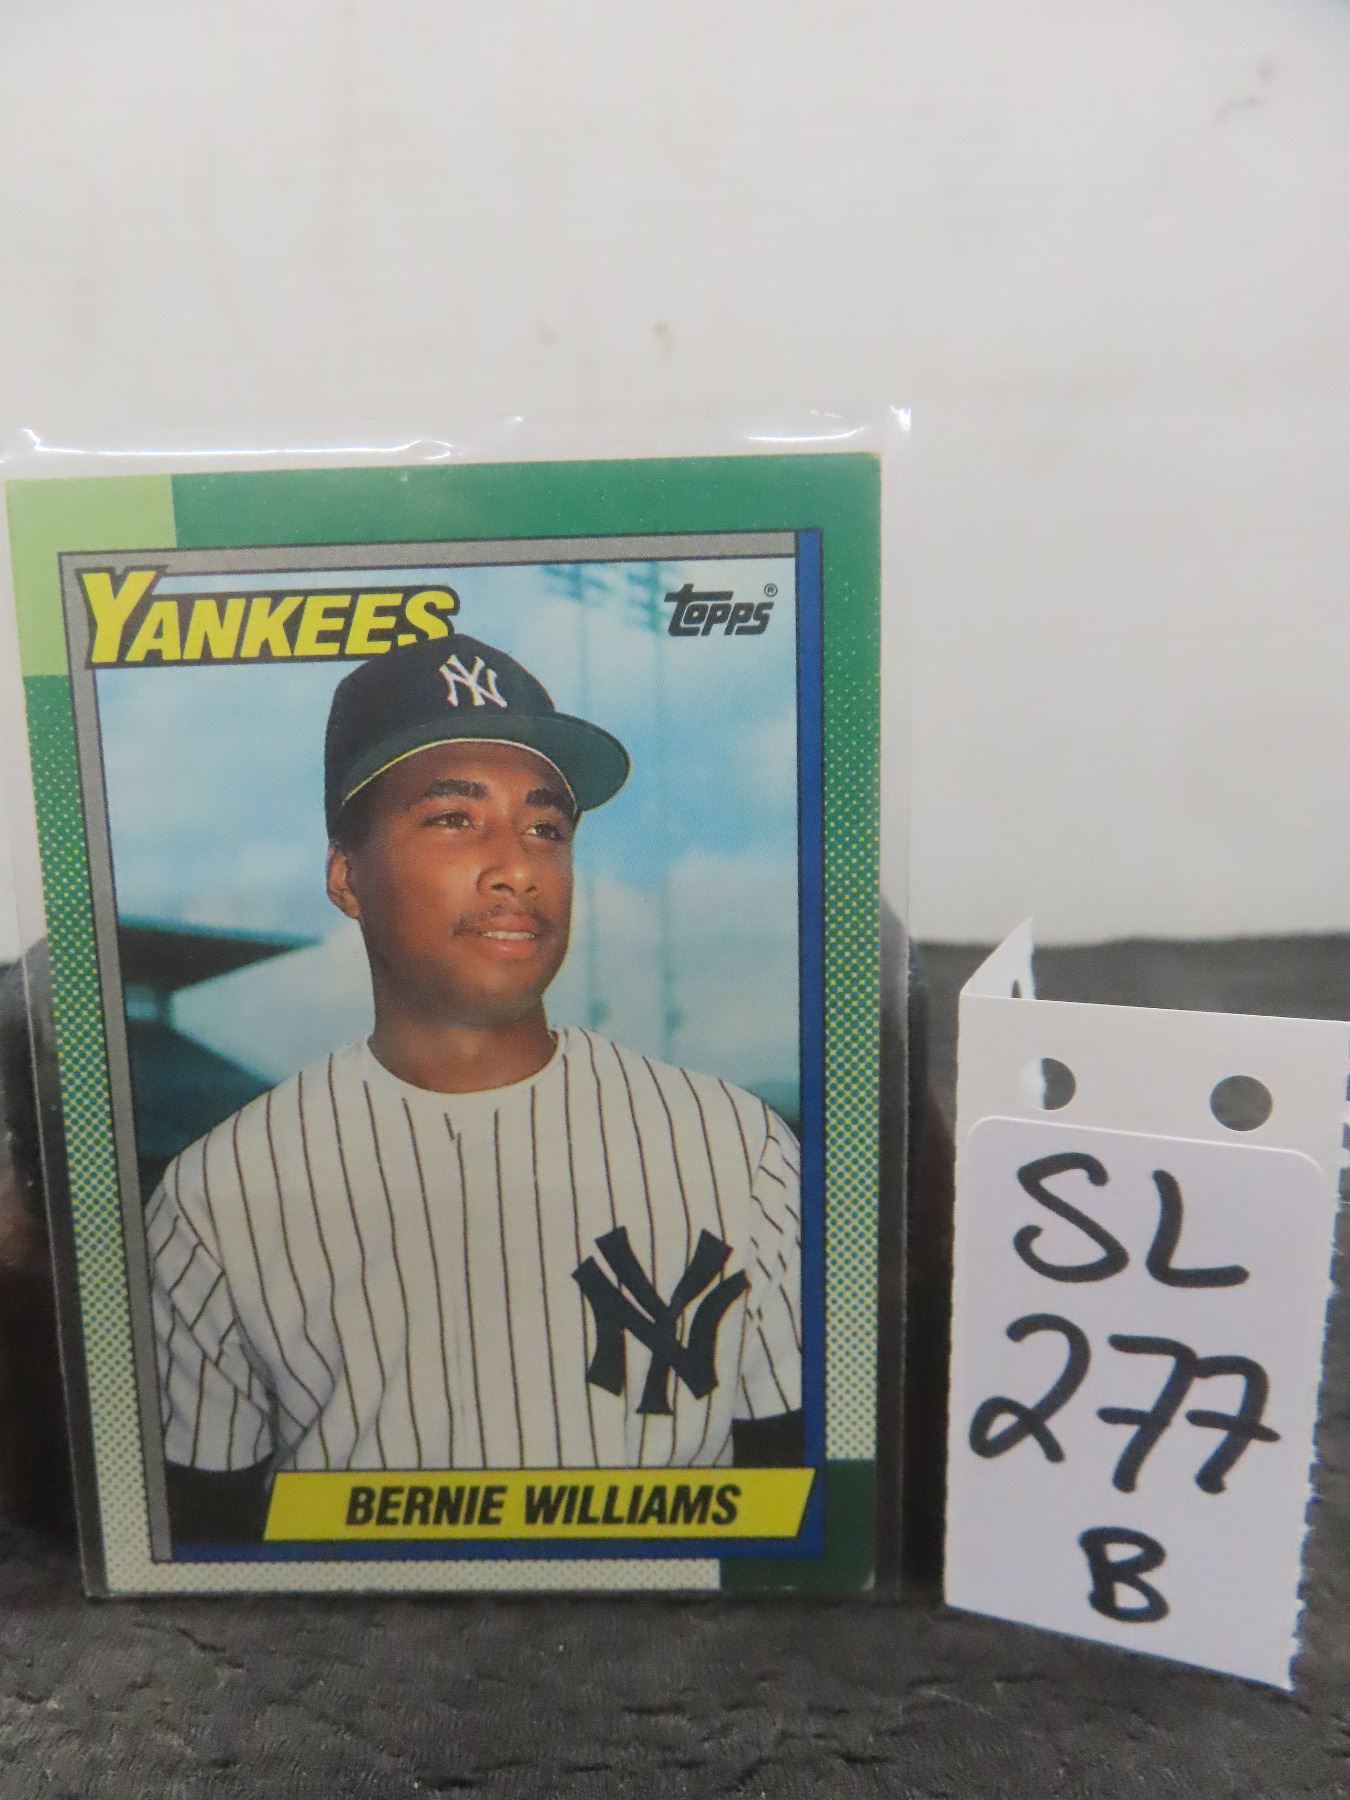 YANKEES
topps®
NY
NY
BERNIE WILLIAMS
SL
277
B